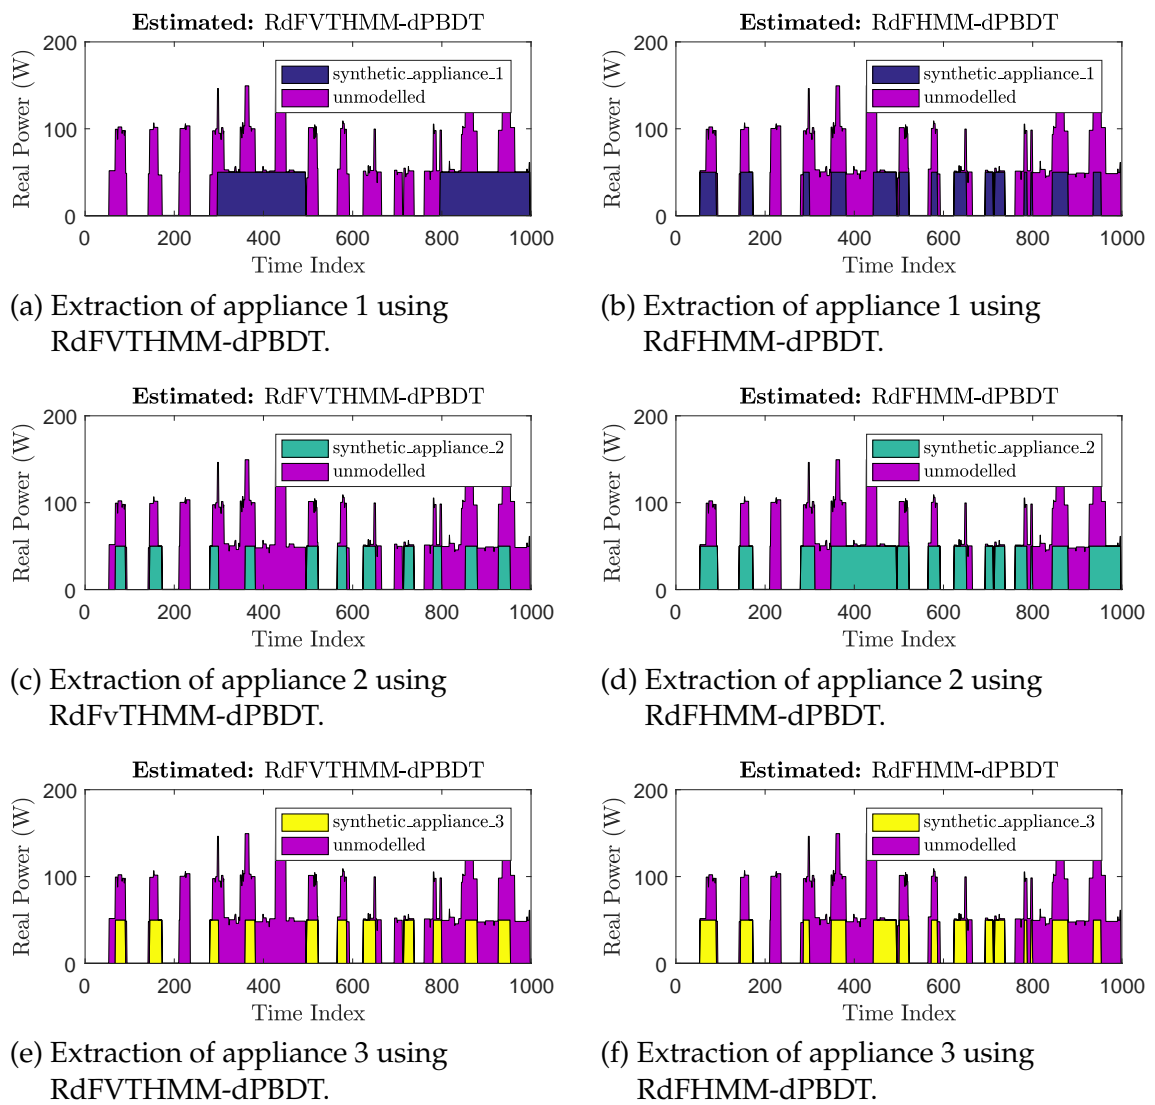 Estimated: RdFVTHMM-dPBDT
200
100
0
Real Power (W)
synthetic_appliance_1
unmodelled
0 200 400 600 800 1000
Time Index
(a) Extraction of appliance 1 using
RdFVTHMM-dPBDT.
Estimated: RdFHMM-dPBDT
200
100
0
Real Power (W)
synthetic_appliance_1
unmodelled
0 200 400 600 800 1000
Time Index
(b) Extraction of appliance 1 using
RdFHMM-dPBDT.
Estimated: RdFVTHMM-dPBDT
200
100
0
Real Power (W)
synthetic_appliance_2
unmodelled
0 200 400 600 800 1000
Time Index
(c) Extraction of appliance 2 using
RdFvTHMM-dPBDT.
Estimated: RdFHMM-dPBDT
200
100
0
Real Power (W)
synthetic_appliance_2
unmodelled
0 200 400 600 800 1000
Time Index
(d) Extraction of appliance 2 using
RdFHMM-dPBDT.
Estimated: RdFVTHMM-dPBDT
200
100
0
Real Power (W)
synthetic_appliance_3
unmodelled
0 200 400 600 800 1000
Time Index
(e) Extraction of appliance 3 using
RdFVTHMM-dPBDT.
Estimated: RdFHMM-dPBDT
200
100
0
Real Power (W)
synthetic_appliance_3
unmodelled
0 200 400 600 800 1000
Time Index
(f) Extraction of appliance 3 using
RdFHMM-dPBDT.